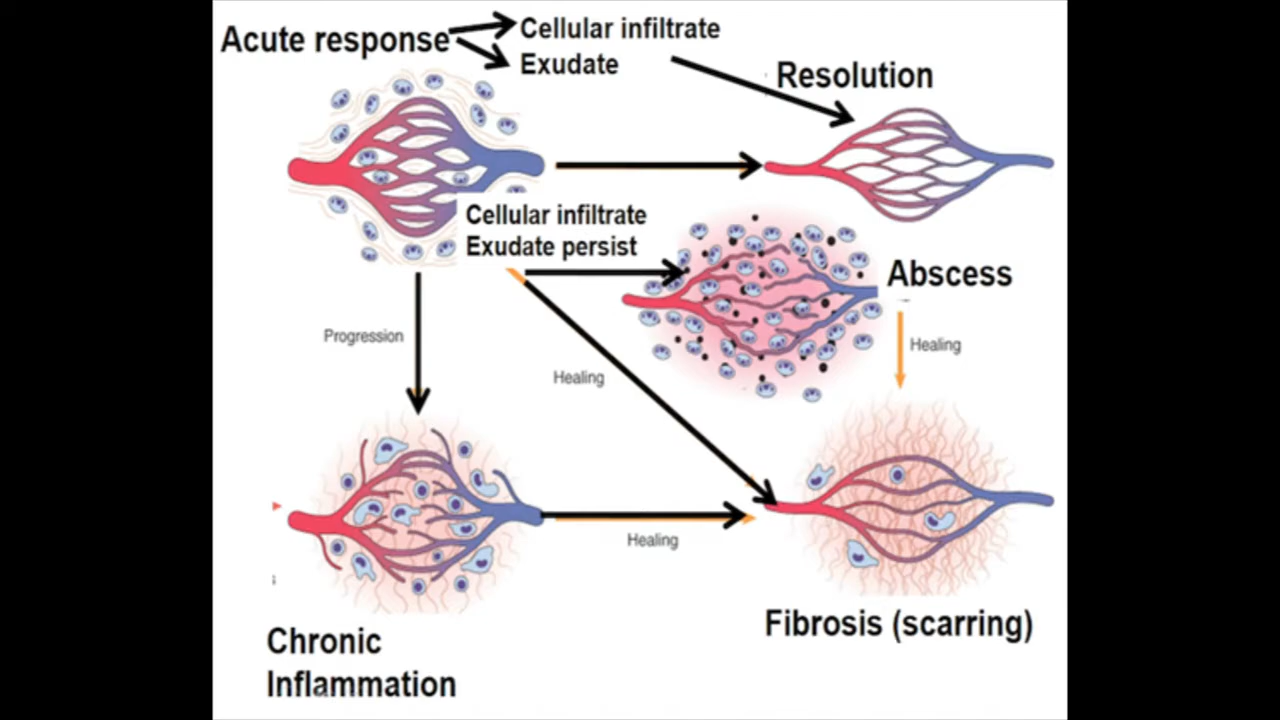 Acute response
Cellular infiltrate
Exudate
Resolution
Cellular infiltrate
Exudate persist
Abscess
Progression
Healing
Healing
Healing
Chronic
Inflammation
Fibrosis (scarring)